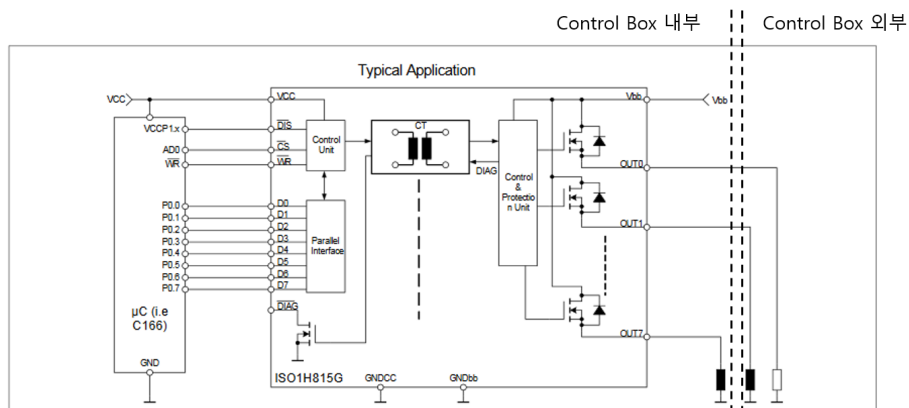 Control Box 내부
Control Box 외부
Typical Application
VCC
VCC
Vbb
Vbb
VCCP1.x
DIS
Control
Unit
CT
AD0
CS
WR
WR
DIAG
OUT0
Control
&
Protectio
n Unit
P0.0
D0
P0.1
D1
P0.2
D2
P0.3
D3
P0.4
D4
P0.5
D5
P0.6
D6
P0.7
D7
Parallel
Interface
OUT1
DIAG
µC (i.e
C166)
OUT7
GND
ISO1H815G
GNDCC
GNDbb